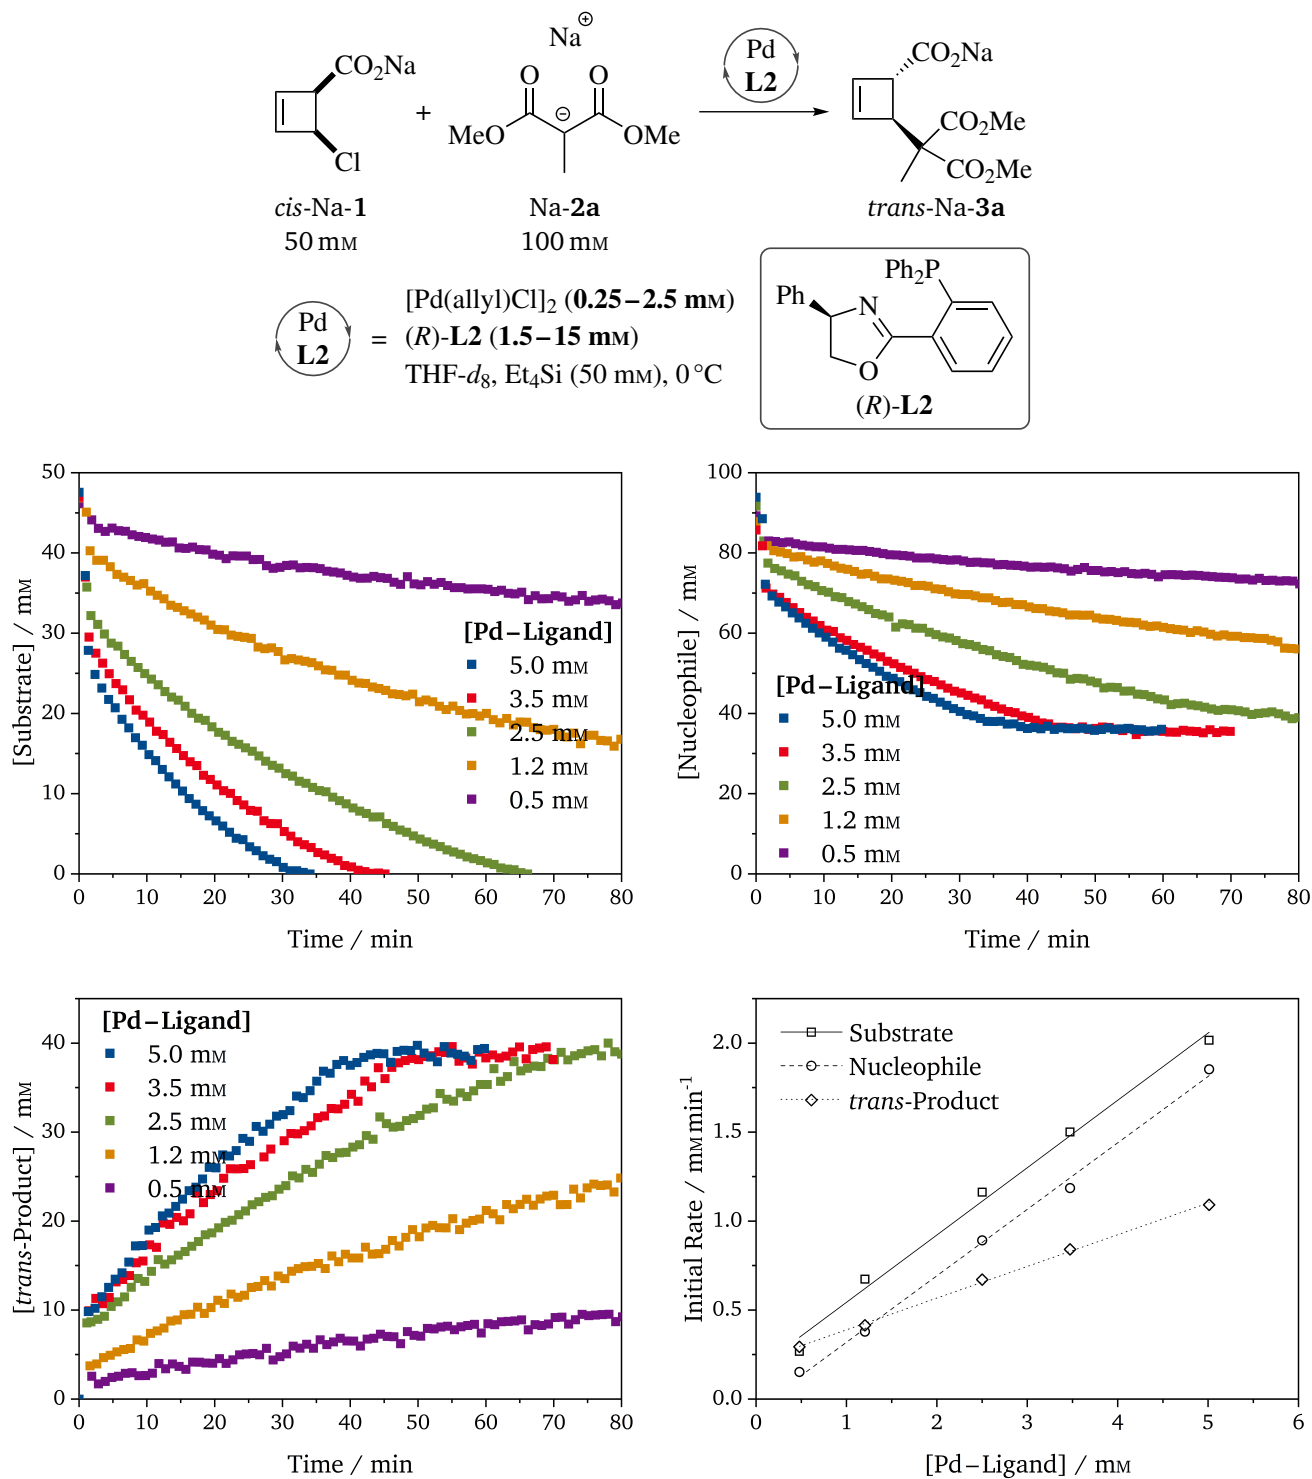 Na⊕
CO2Na
Cl
+
O O
MeO ⊖ OMe
Pd
L2
CO2Na
CO2Me
CO2Me
cis-Na-1
50 mM
Na-2a
100 mM
trans-Na-3a
Pd
L2
=
[Pd(allyl)Cl]2 (0.25–2.5 mM)
(R)-L2 (1.5–15 mM)
THF-d8, Et4Si (50 mM), 0 °C
Ph2P
Ph
N
O
(R)-L2
[Substrate] / mM
50
40
30
20
10
0
[Pd–Ligand]
5.0 mM
3.5 mM
2.5 mM
1.2 mM
0.5 mM
0 10 20 30 40 50 60 70 80
Time / min
[Nucleophile] / mM
100
80
60
40
20
0
[Pd–Ligand]
5.0 mM
3.5 mM
2.5 mM
1.2 mM
0.5 mM
0 10 20 30 40 50 60 70 80
Time / min
[trans-Product] / mM
40
30
20
10
0
[Pd–Ligand]
5.0 mM
3.5 mM
2.5 mM
1.2 mM
0.5 mM
0 10 20 30 40 50 60 70 80
Time / min
Initial Rate / mM min-1
2.0
1.5
1.0
0.5
0.0
Substrate
Nucleophile
trans-Product
0 1 2 3 4 5 6
[Pd–Ligand] / mM